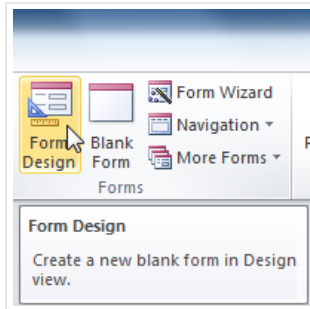 Form Design
Blank Form
Form Wizard
Navigation
More Forms
Forms
Form Design
Create a new blank form in Design
view.